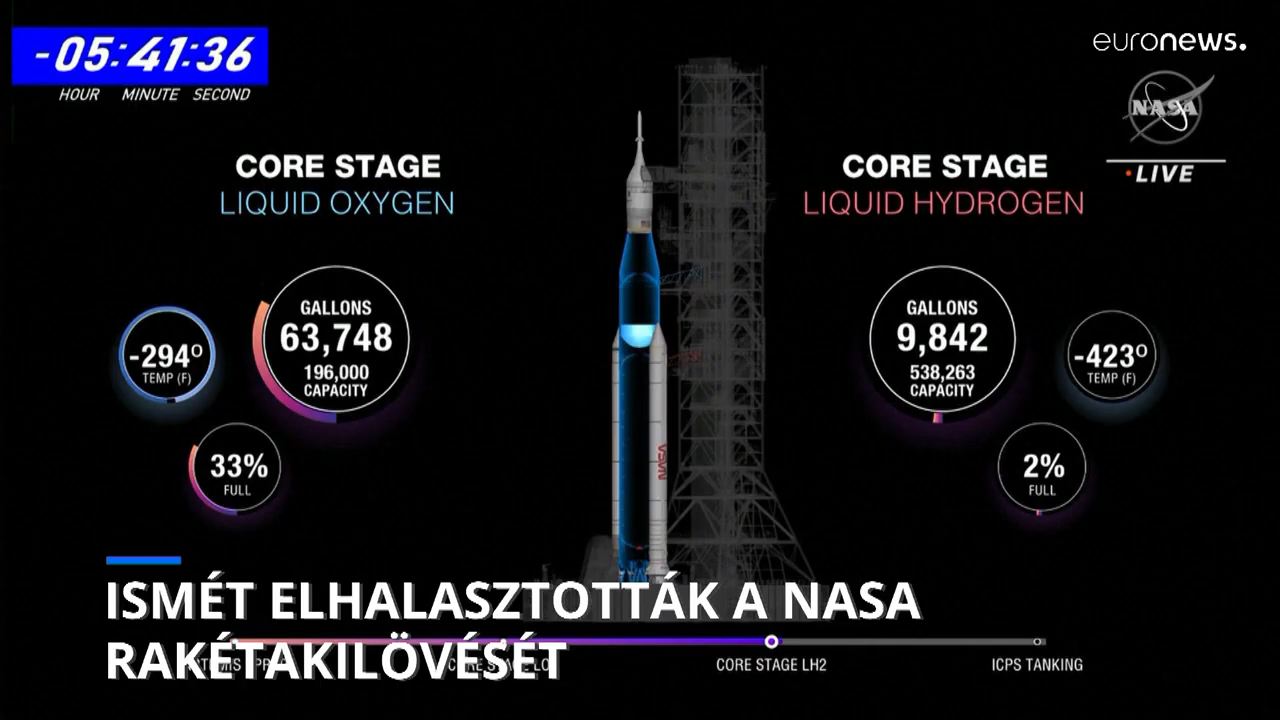 -05:41:36
HOUR MINUTE SECOND
euronews.
NASA
LIVE
CORE STAGE
LIQUID OXYGEN
CORE STAGE
LIQUID HYDROGEN
GALLONS
63,748
196,000
CAPACITY
-294º
TEMP (F)
33%
FULL
GALLONS
9,842
538,263
CAPACITY
-423º
TEMP (F)
2%
FULL
NASA
ISMÉT ELHALASZTOTTÁK A NASA
RAKÉTAKILÖVÉSÉT
CORE STAGE LH2
ICPS TANKING